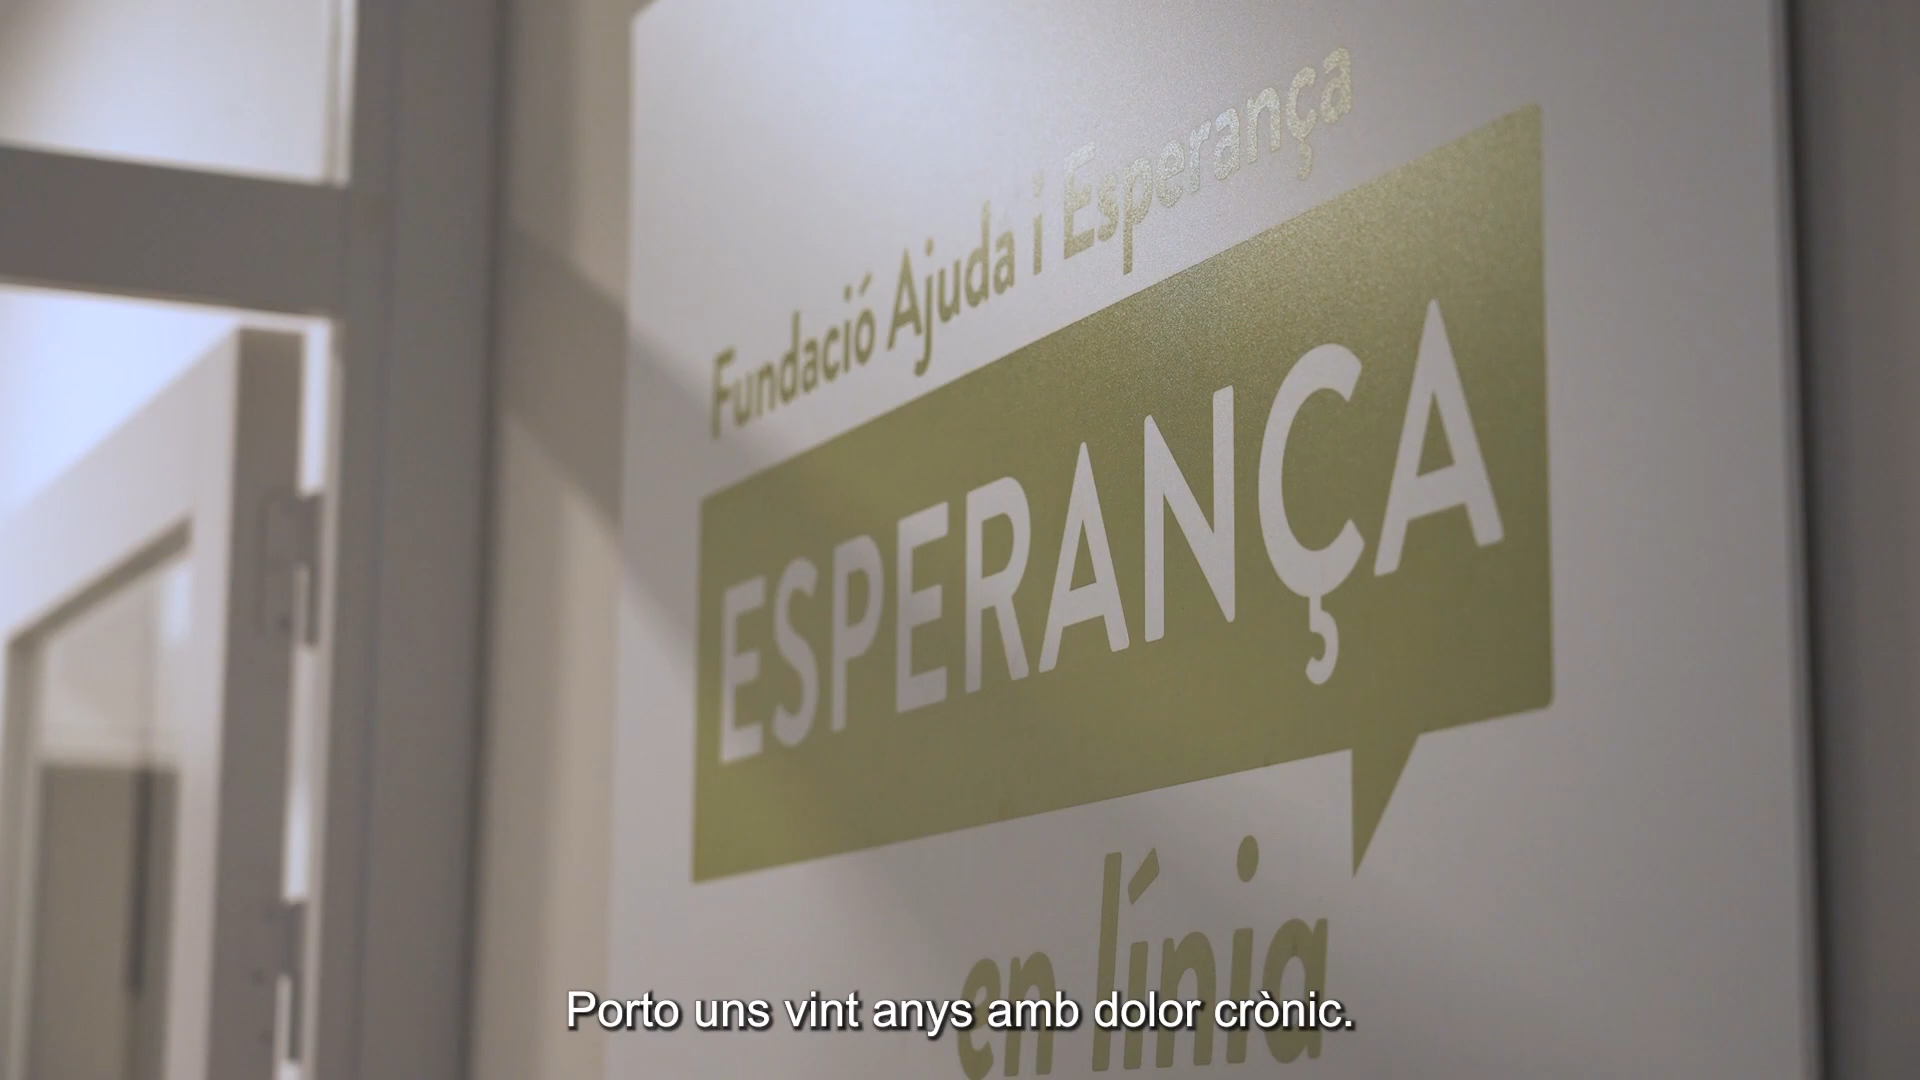 Fundació Ajuda i Esperança
ESPERANÇA
en línia
Porto uns vint anys amb dolor crònic.